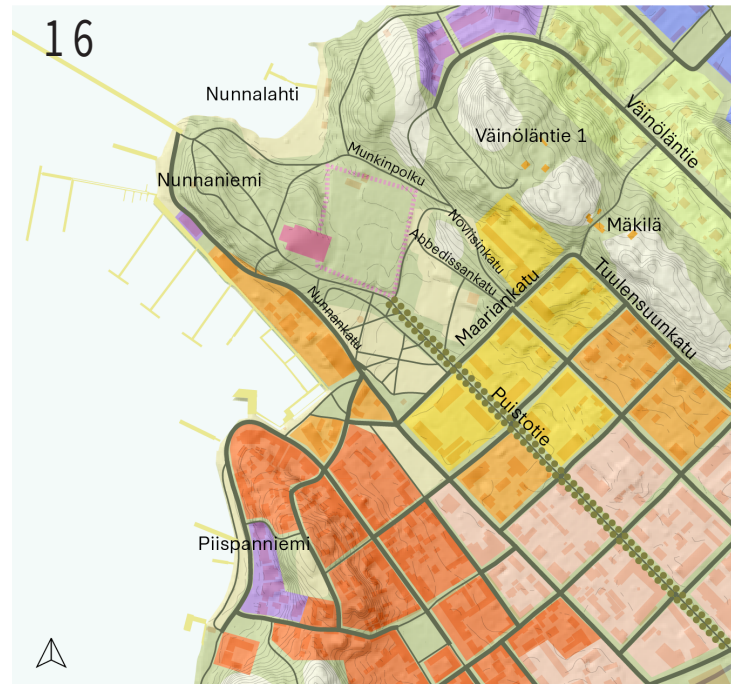 16
Nunnalahti
Väinöläntie
Väinöläntie 1
Munkinpolku
Nunnaniemi
Noviisinkatu
Mäkilä
Abbedissankatu
Tuulensuunkatu
Maariankatu
Nunnankatu
Puistotie
Piispanniemi